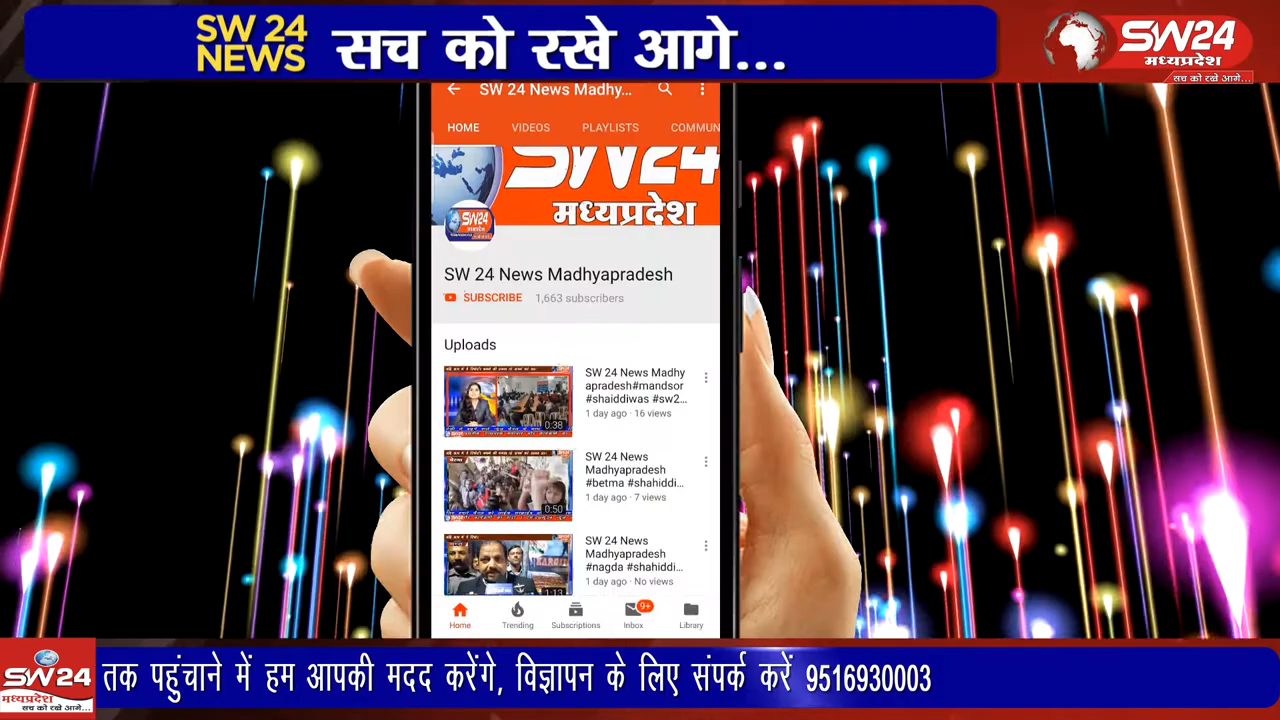 SW 24
NEWS
सच को रखे आगे...
SW24
मध्यप्रदेश
सच को रखे आगे...
SW 24 News Madhy...
HOME VIDEOS PLAYLISTS COMMUN
SW24
मध्यप्रदेश
SW24
SW 24 News Madhyapradesh
SUBSCRIBE 1,663 subscribers
Uploads
SW 24 News Madhy
apradesh#mandsor
#shaiddiwas #sw2...
1 day ago · 16 views
0:38
SW 24 News
Madhyapradesh
#betma #shahiddi...
1 day ago · 7 views
0:50
SW 24 News
Madhyapradesh
#nagda #shahiddi...
1 day ago · No views
1:13
9+
Home Trending Subscriptions Inbox Library
SW24
मध्यप्रदेश
सच को रखे आगे...
तक पहुंचाने में हम आपकी मदद करेंगे, विज्ञापन के लिए संपर्क करें 9516930003